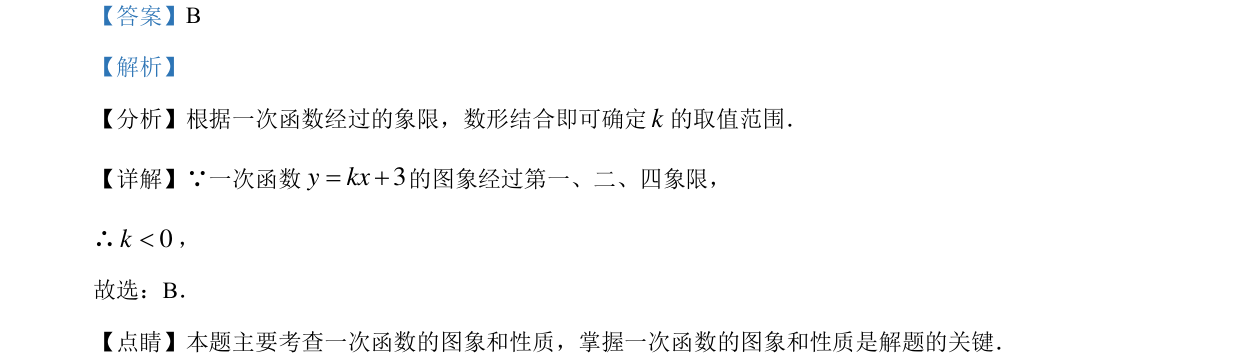 【答案】B
【解析】
【分析】根据一次函数经过的象限，数形结合即可确定k的取值范围．
【详解】∵一次函数y=kx+3的图象经过第一、二、四象限，
∴k<0，
故选：B．
【点睛】本题主要考查一次函数的图象和性质，掌握一次函数的图象和性质是解题的关键．